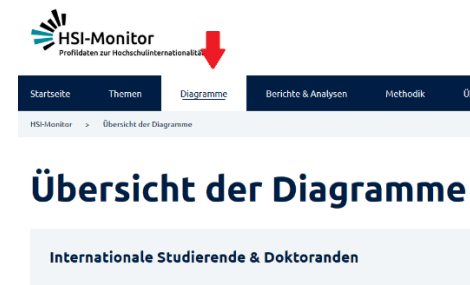 HSI-Monitor
Profildaten zur Hochschulinternationalität
Startseite Themen Diagramme Berichte & Analysen Methodik
HSI-Monitor > Übersicht der Diagramme
Übersicht der Diagramme
Internationale Studierende & Doktoranden